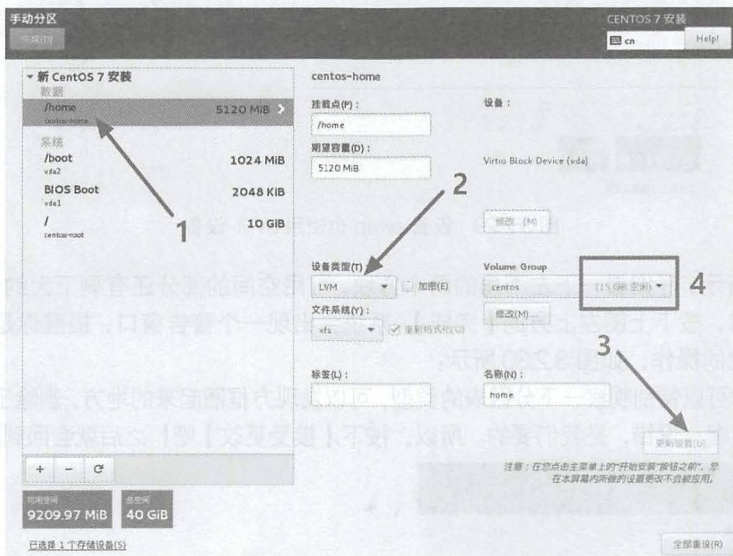 手动分区
完成(D)
CENTOS 7 安装
cn
Help!
新 CentOS 7 安装
数据
/home
centos-home
5120 MiB
系统
/boot
vda2
1024 MiB
BIOS Boot
vda1
2048 KiB
/
centos-root
10 GiB
1
centos-home
挂载点(P)：
/home
设备：
期望容量(D)：
5120 MiB
Virtio Block Device (vda)
2
修改 (M)
设备类型(T)
LVM
加密(E)
Volume Group
centos
(15 GiB 空闲)
4
文件系统(Y)：
xfs
重新格式化(O)
修改(M)...
3
标签(L)：
名称(N)：
home
更新设置(U)
注意：在您点击主菜单上的"开始安装"按钮之前，您
在本屏幕内所做的设置更改不会被应用。
+ − C
可用空间
9209.97 MiB
总空间
40 GiB
已选择 1 个存储设备(S)
全部重设(R)